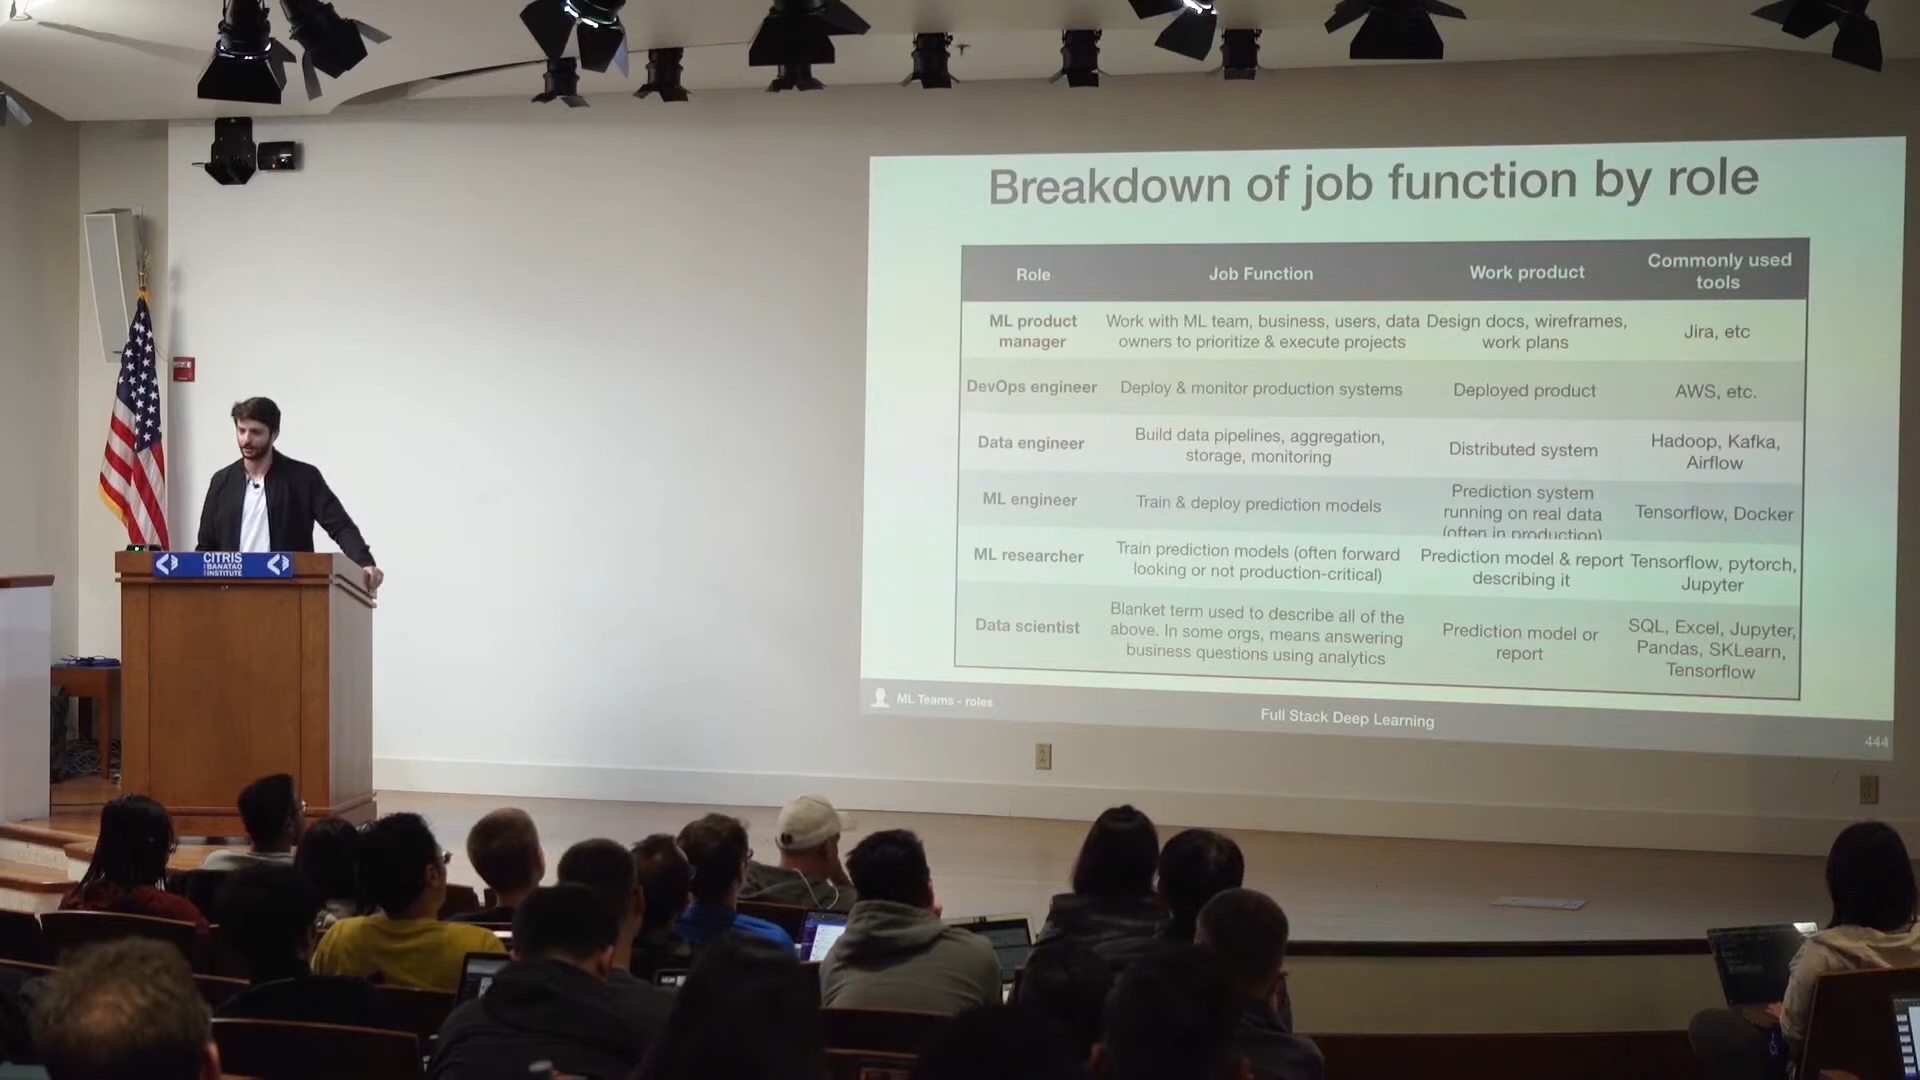 Breakdown of job function by role
Role
Job Function
Work product
Commonly used
tools
ML product
manager
Work with ML team, business, users, data
owners to prioritize & execute projects
Design docs, wireframes,
work plans
Jira, etc
DevOps engineer
Deploy & monitor production systems
Deployed product
AWS, etc.
Data engineer
Build data pipelines, aggregation,
storage, monitoring
Distributed system
Hadoop, Kafka,
Airflow
ML engineer
Train & deploy prediction models
Prediction system
running on real data
(often in production)
Tensorflow, Docker
ML researcher
Train prediction models (often forward
looking or not production-critical)
Prediction model & report
describing it
Tensorflow, pytorch,
Jupyter
Data scientist
Blanket term used to describe all of the
above. In some orgs, means answering
business questions using analytics
Prediction model or
report
SQL, Excel, Jupyter,
Pandas, SKLearn,
Tensorflow
ML Teams - roles
Full Stack Deep Learning
444
CITRIS
BANATAO
INSTITUTE